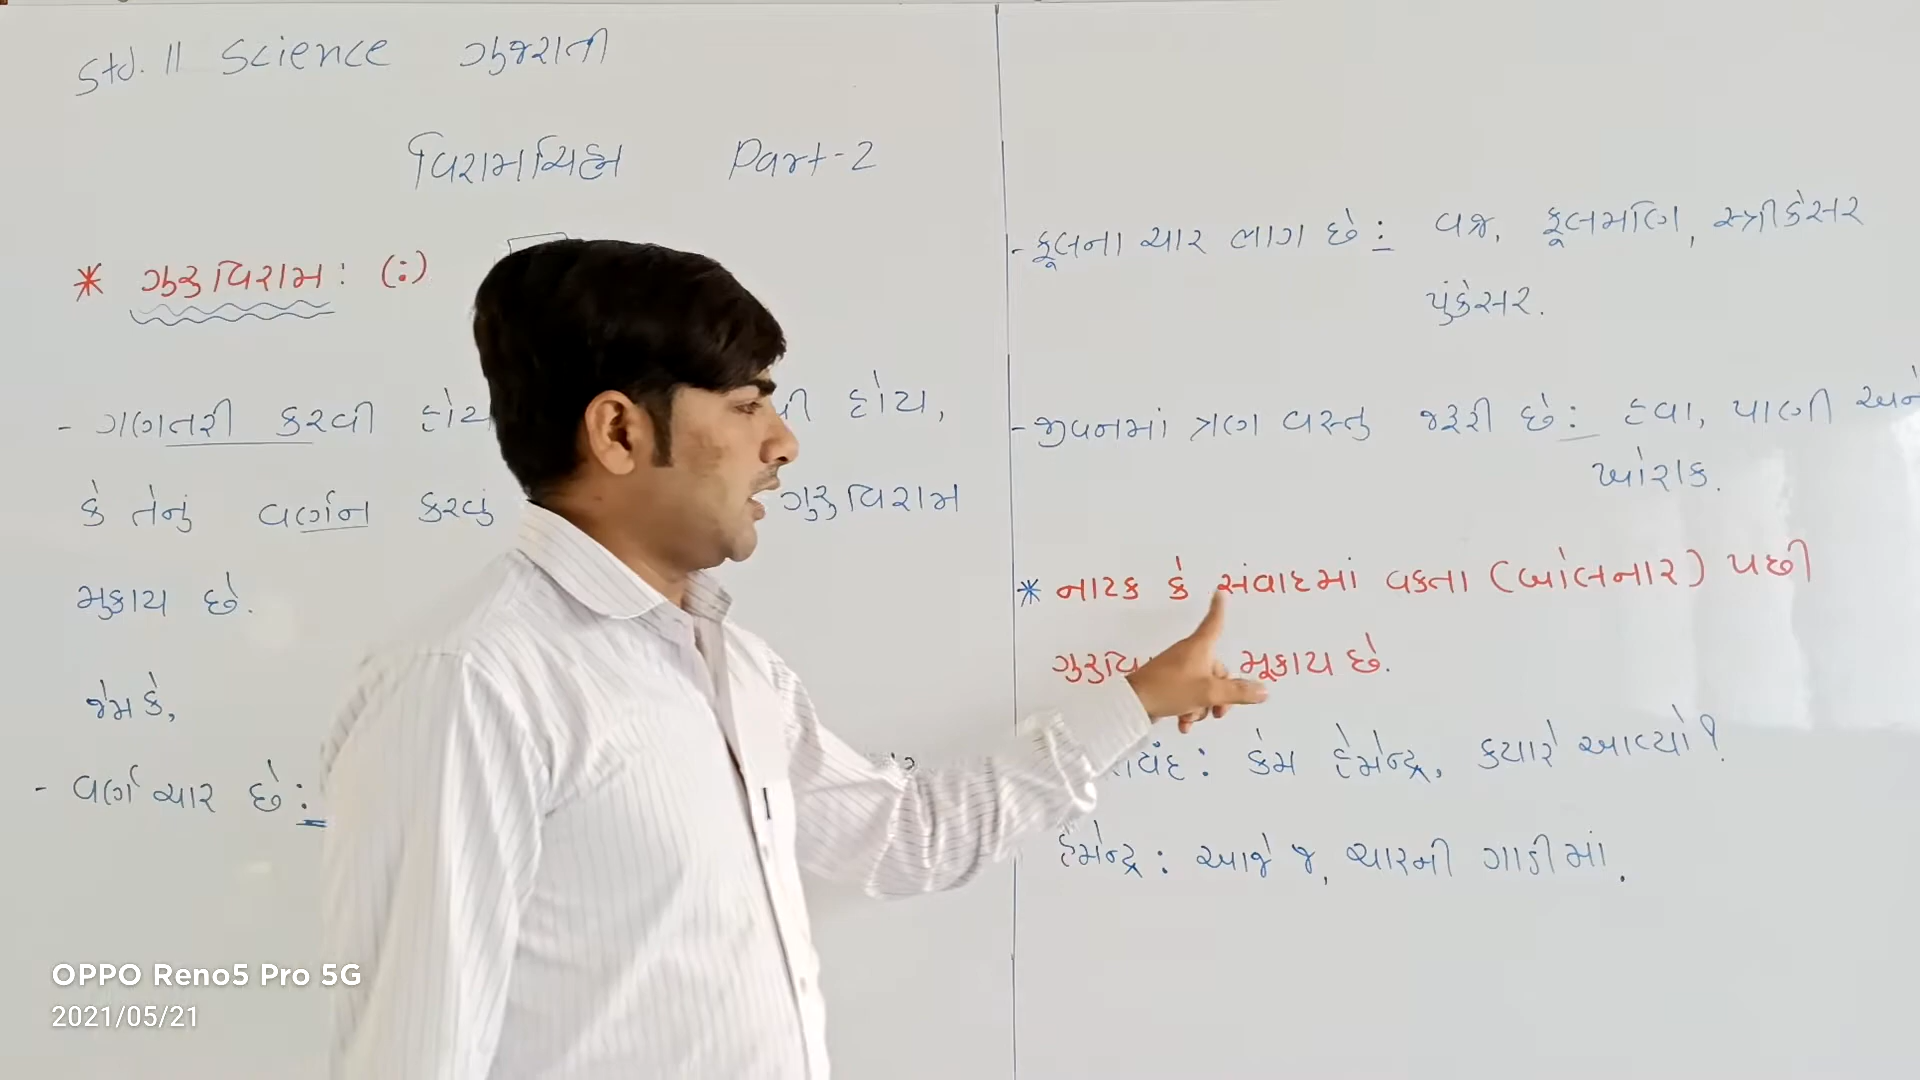 Std. 11 Science ગુજરાતી
વિરામચિહ્ન Part-2
* ગુરુવિરામ : (:)
- ગણતરી કરવી હોય
હોય,
કે તેનું વર્ણન કરવું
ગુરુવિરામ
મુકાય છે.
જેમ કે,
- વર્ણ ચાર છે :
- ફૂલના ચાર ભાગ છે : વજ્ર, ફૂલમણિ, સ્ત્રીકેસર
પુંકેસર.
- જીવનમાં ત્રણ વસ્તુ જરૂરી છે : હવા, પાણી અને
ખોરાક.
* નાટક કે સંવાદમાં વક્તા (બોલનાર) પછી
મૂકાય છે.
: કેમ હેમેન્દ્ર, ક્યારે આવ્યો?
હેમેન્દ્ર : આજે જ, ચારની ગાડીમાં.
OPPO Reno5 Pro 5G
2021/05/21